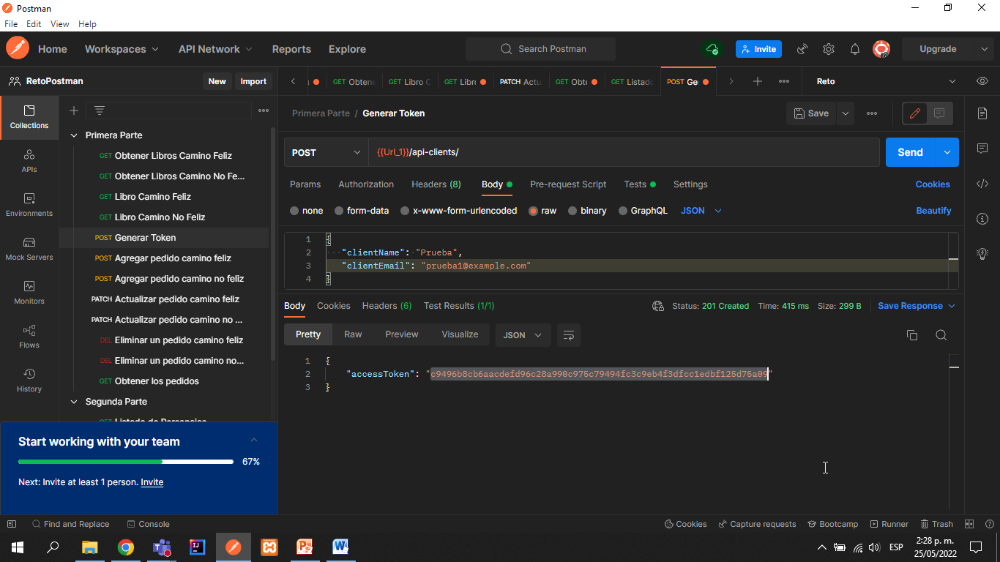 Postman
File Edit View Help
Home Workspaces API Network Reports Explore
Search Postman
Invite
Upgrade
RetoPostman
New Import
GET Obtene
GET Libro C
GET Libr
PATCH Actu
GET Obte
GET Listad
POST Ge
Reto
Collections
APIs
Environments
Mock Servers
Monitors
Flows
History
Primera Parte
GET Obtener Libros Camino Feliz
GET Obtener Libros Camino No Fe...
GET Libro Camino Feliz
GET Libro Camino No Feliz
POST Generar Token
POST Agregar pedido camino feliz
POST Agregar pedido camino no feliz
PATCH Actualizar pedido camino feliz
PATCH Actualizar pedido camino no ...
DEL Eliminar un pedido camino feliz
DEL Eliminar un pedido camino no...
GET Obtener los pedidos
Segunda Parte
Start working with your team
67%
Next: Invite at least 1 person. Invite
Primera Parte / Generar Token
Save
POST
{{Url_1}}/api-clients/
Send
Params Authorization Headers (8) Body Pre-request Script Tests Settings
Cookies
none form-data x-www-form-urlencoded raw binary GraphQL JSON
Beautify
1 {
2 "clientName": "Prueba",
3 "clientEmail": "prueba1@example.com"
4 }
Body Cookies Headers (6) Test Results (1/1)
Status: 201 Created Time: 415 ms Size: 299 B Save Response
Pretty Raw Preview Visualize JSON
1 {
2 "accessToken": "c9496b8cb6aacdefd96c28a990c975c79494fc3c9eb4f3dfcc1edbf125d75a09"
3 }
Find and Replace Console
Cookies Capture requests Bootcamp Runner Trash
ESP
2:28 p. m.
25/05/2022